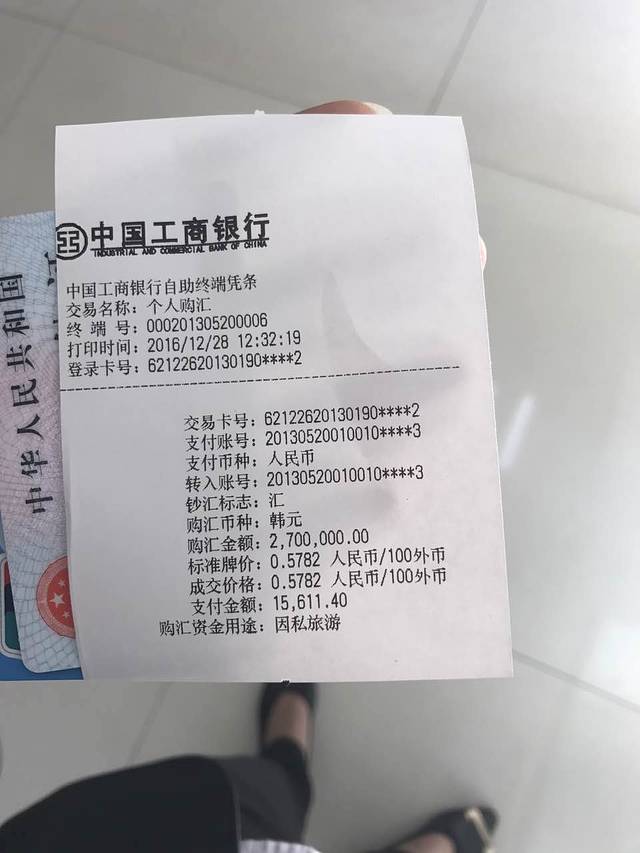 中国工商银行
INDUSTRIAL AND COMMERCIAL BANK OF CHINA
中国工商银行自助终端凭条
交易名称：个人购汇
终 端 号：000201305200006
打印时间：2016/12/28 12:32:19
登录卡号：62122620130190****2
交易卡号：62122620130190****2
支付账号：20130520010010****3
支付币种：人民币
转入账号：20130520010010****3
钞汇标志：汇
购汇币种：韩元
购汇金额：2,700,000.00
标准牌价：0.5782 人民币/100外币
成交价格：0.5782 人民币/100外币
支付金额：15,611.40
购汇资金用途：因私旅游
中华人民共和国